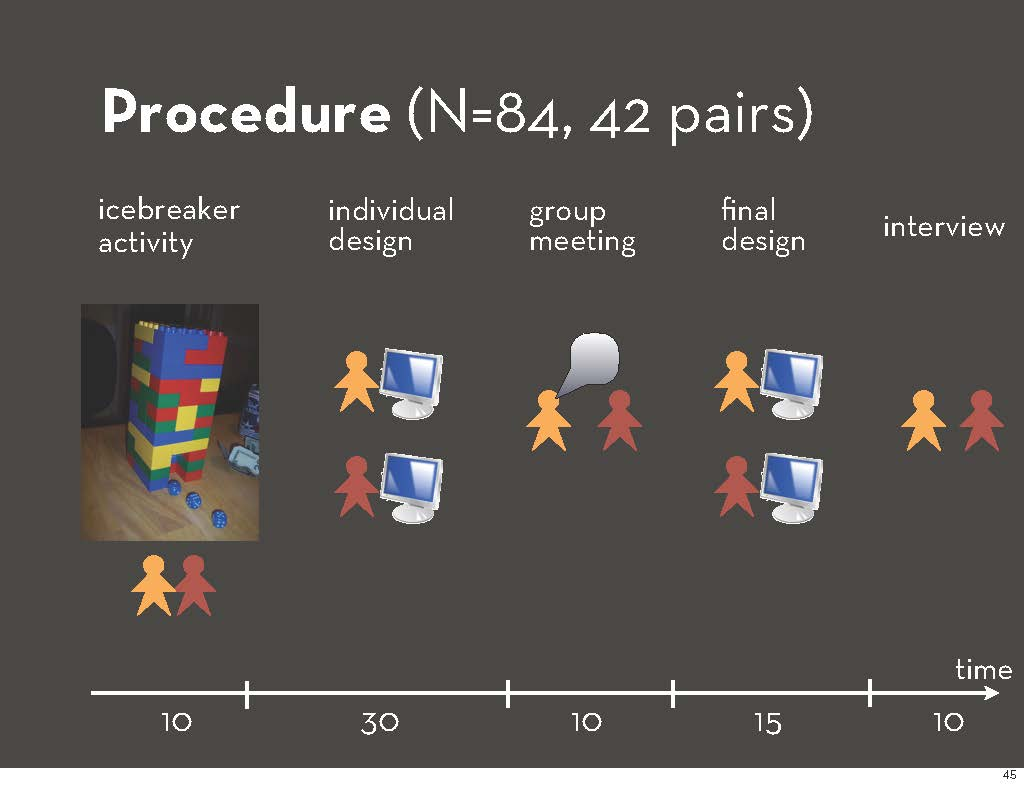 Procedure (N=84, 42 pairs)
icebreaker
activity
individual
design
group
meeting
final
design
interview
time
10
30
10
15
10
45